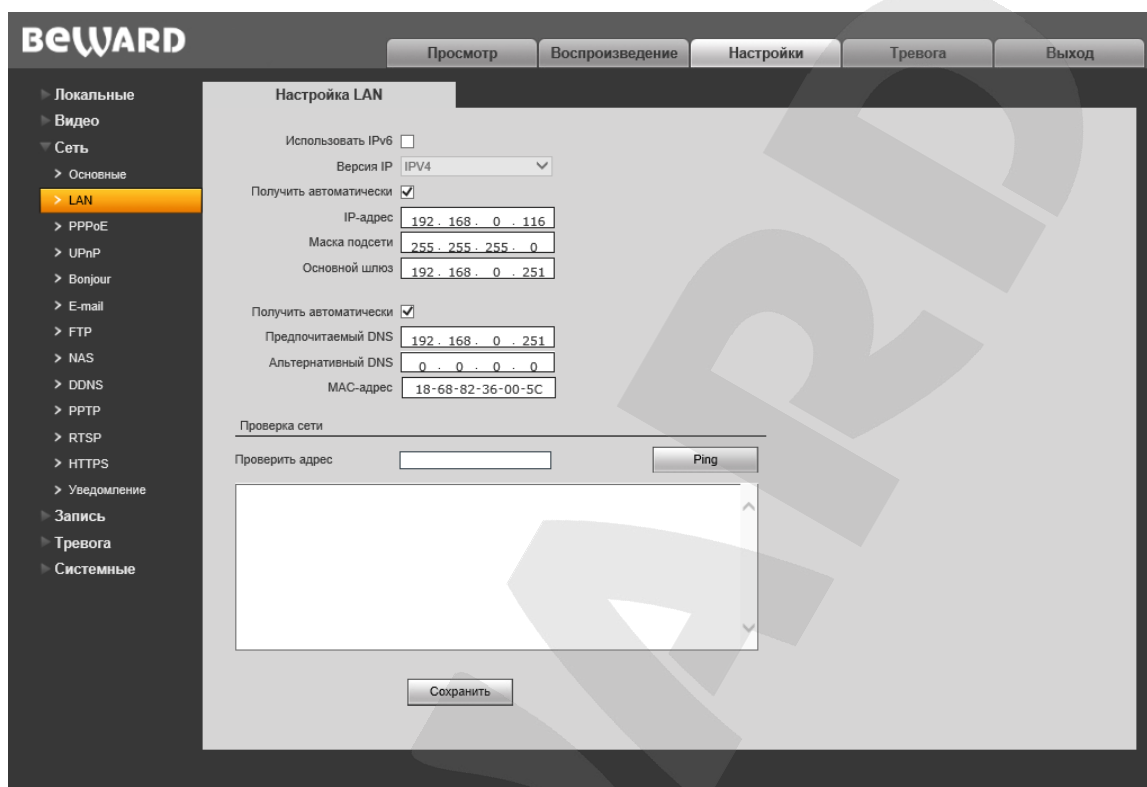 BEWARD
Просмотр Воспроизведение Настройки Тревога Выход
Локальные
Видео
Сеть
> Основные
> LAN
> PPPoE
> UPnP
> Bonjour
> E-mail
> FTP
> NAS
> DDNS
> PPTP
> RTSP
> HTTPS
> Уведомление
Запись
Тревога
Системные
Настройка LAN
Использовать IPv6
Версия IP IPV4
Получить автоматически
IP-адрес 192 . 168 . 0 . 116
Маска подсети 255 . 255 . 255 . 0
Основной шлюз 192 . 168 . 0 . 251
Получить автоматически
Предпочитаемый DNS 192 . 168 . 0 . 251
Альтернативный DNS 0 . 0 . 0 . 0
MAC-адрес 18-68-82-36-00-5C
Проверка сети
Проверить адрес Ping
Сохранить